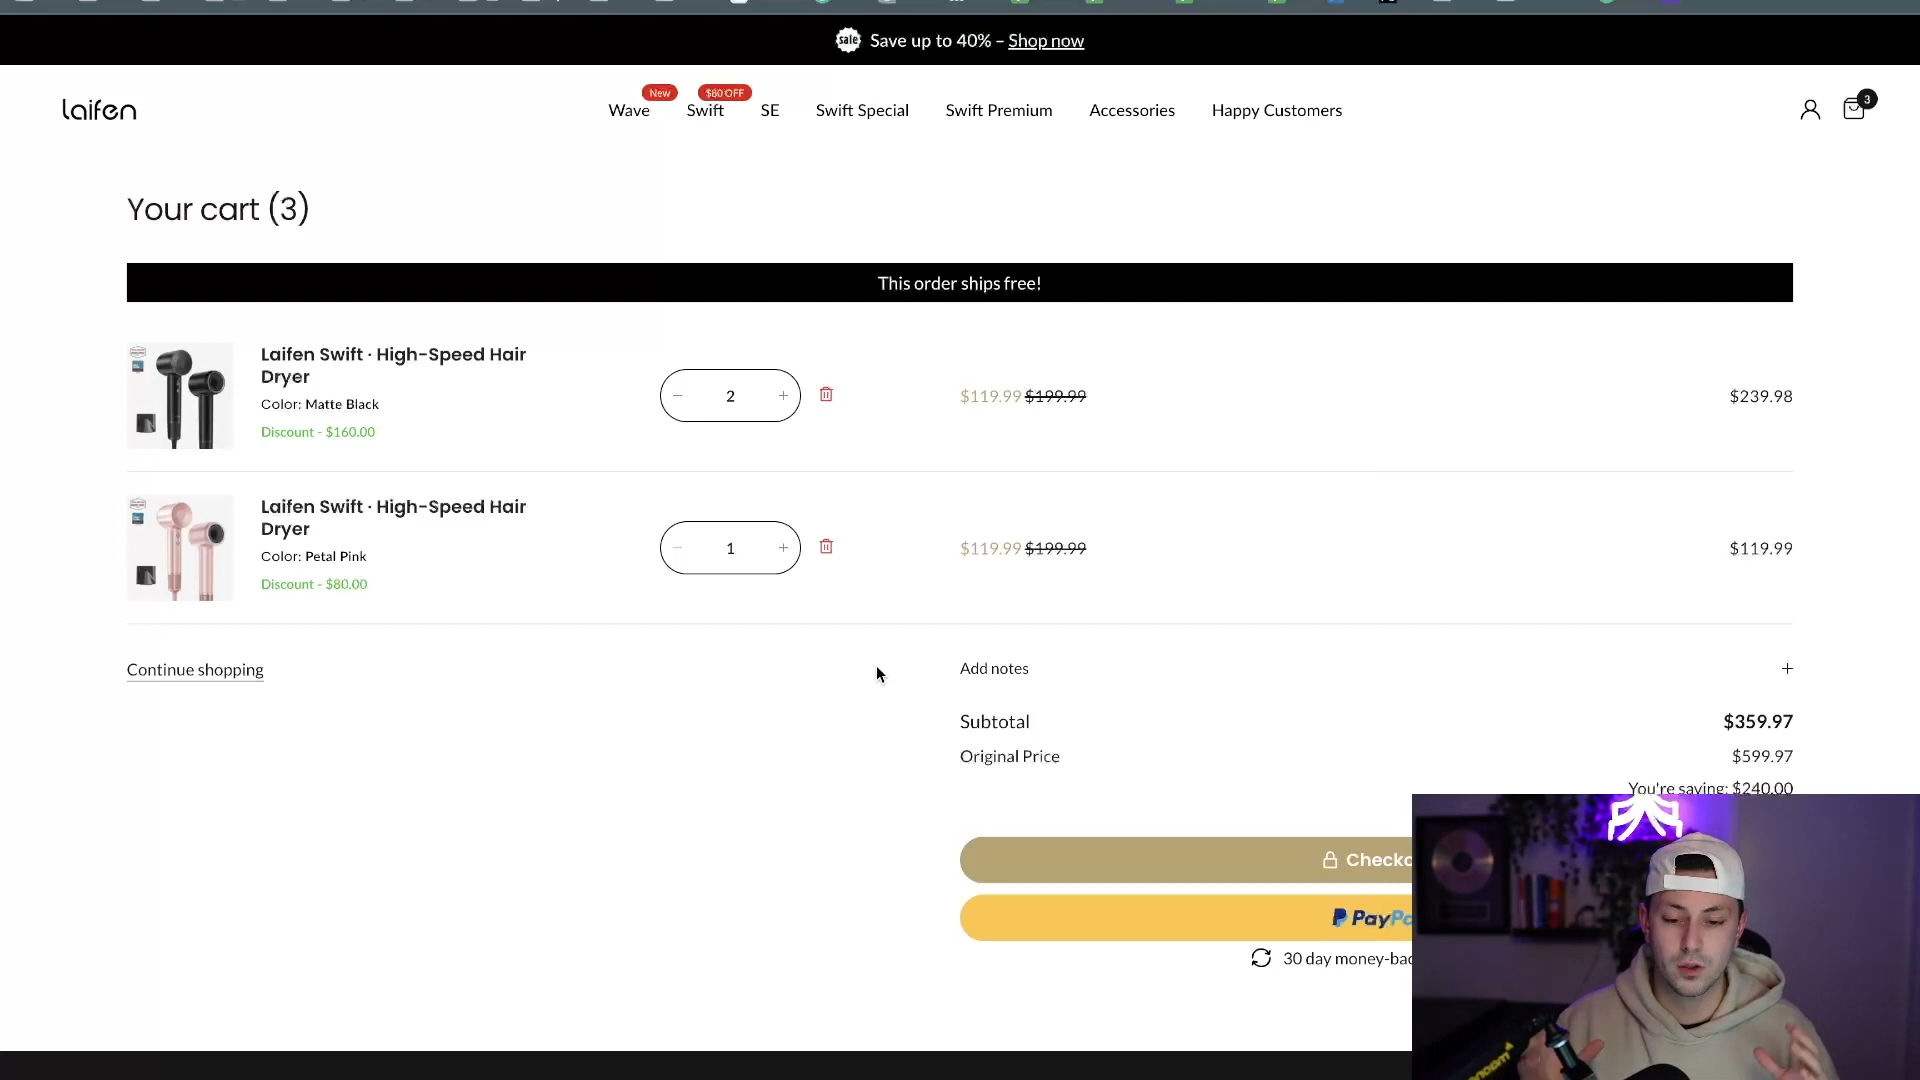 sale Save up to 40% – Shop now
laifen
New
$80 OFF
Wave Swift SE Swift Special Swift Premium Accessories Happy Customers
3
Your cart (3)
This order ships free!
Laifen Swift · High-Speed Hair
Dryer
Color: Matte Black
Discount - $160.00
2
$119.99 $199.99
$239.98
Laifen Swift · High-Speed Hair
Dryer
Color: Petal Pink
Discount - $80.00
1
$119.99 $199.99
$119.99
Continue shopping
Add notes
Subtotal $359.97
Original Price $599.97
You're saving: $240.00
Checko
PayPa
30 day money-bac